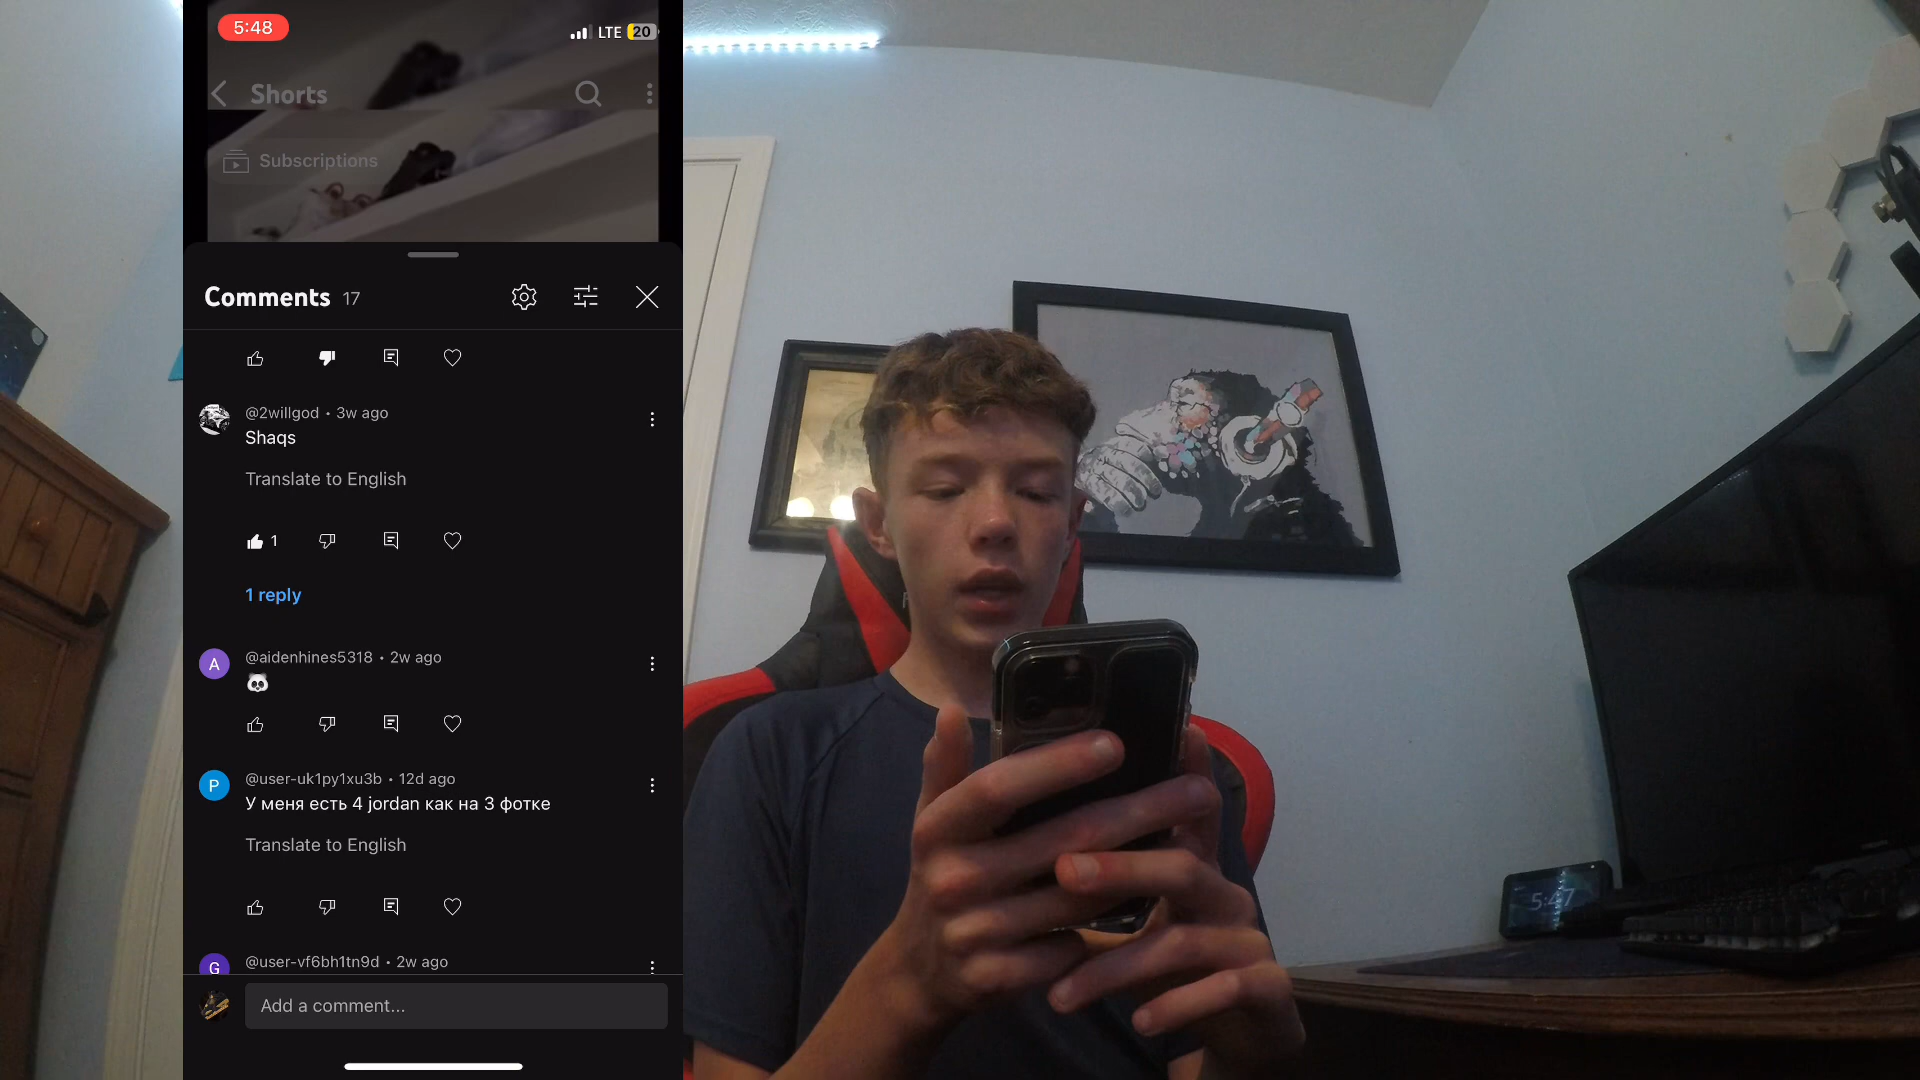 5:48
LTE 20
Shorts
Subscriptions
Comments 17
@2willgod • 3w ago
Shaqs
Translate to English
1
1 reply
A
@aidenhines5318 • 2w ago
🐼
P
@user-uk1py1xu3b • 12d ago
У меня есть 4 jordan как на 3 фотке
Translate to English
G
@user-vf6bh1tn9d • 2w ago
Add a comment...
5:47